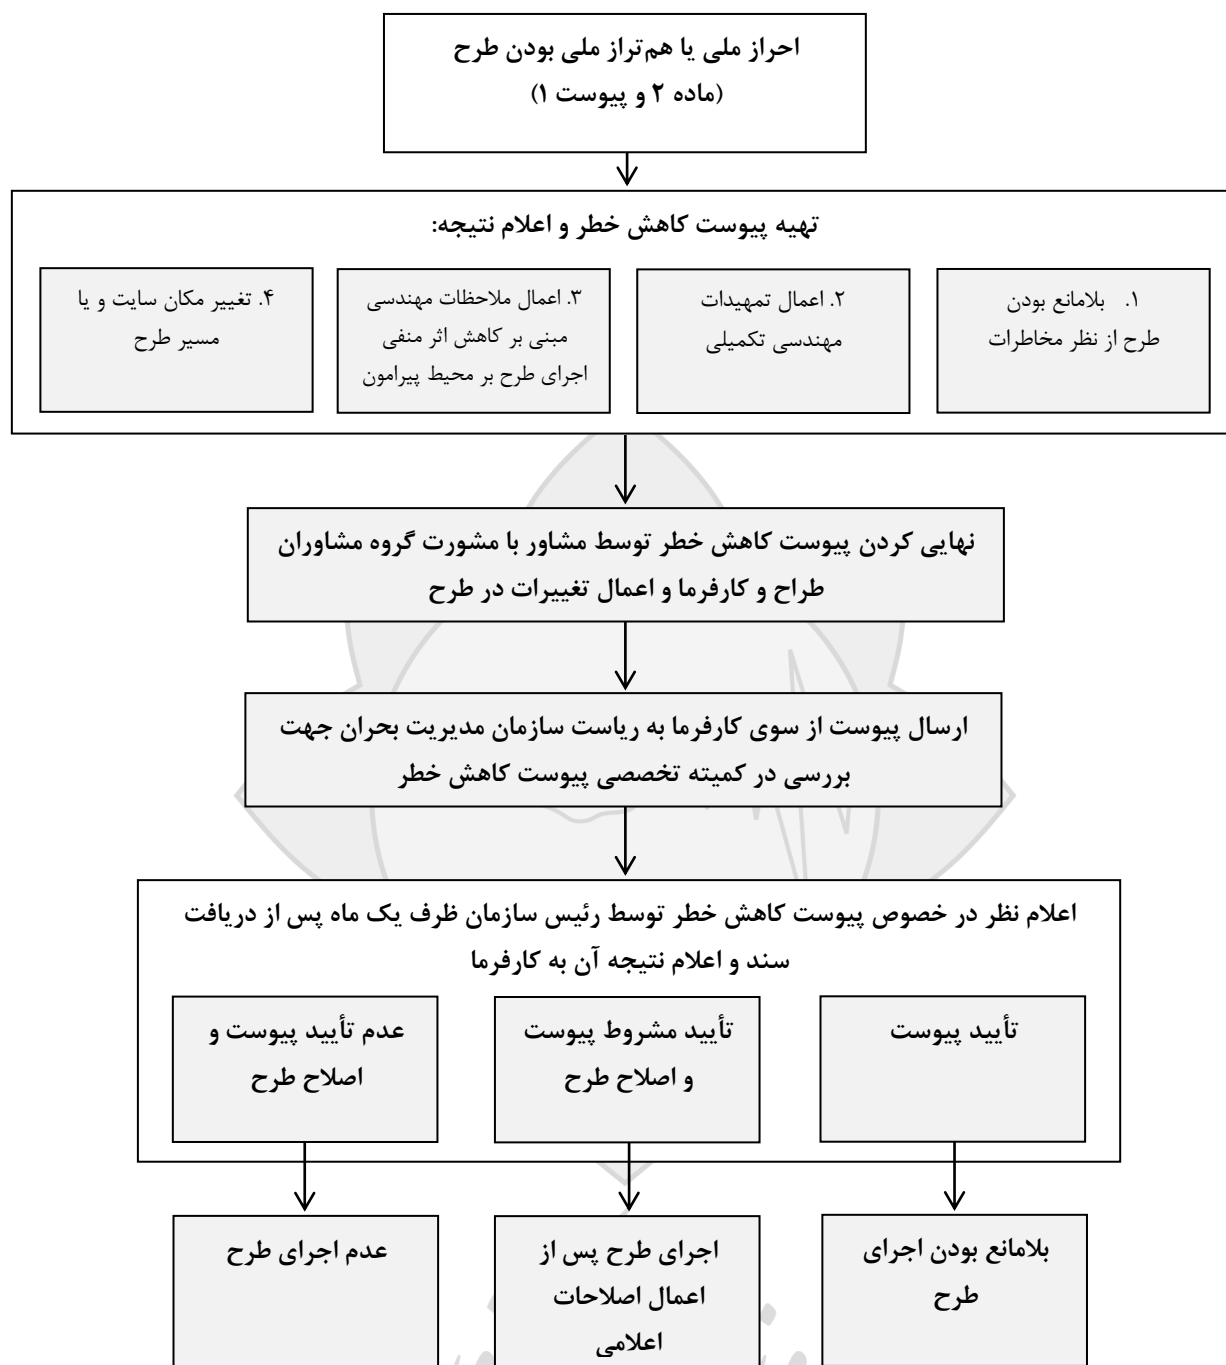 احراز ملی یا هم‌تراز ملی بودن طرح
(ماده ۲ و پیوست ۱)
تهیه پیوست کاهش خطر و اعلام نتیجه:
۱. بلامانع بودن
طرح از نظر مخاطرات
۲. اعمال تمهیدات
مهندسی تکمیلی
۳. اعمال ملاحظات مهندسی
مبنی بر کاهش اثر منفی
اجرای طرح بر محیط پیرامون
۴. تغییر مکان سایت و یا
مسیر طرح
نهایی کردن پیوست کاهش خطر توسط مشاور با مشورت گروه مشاوران
طراح و کارفرما و اعمال تغییرات در طرح
ارسال پیوست از سوی کارفرما به ریاست سازمان مدیریت بحران جهت
بررسی در کمیته تخصصی پیوست کاهش خطر
اعلام نظر در خصوص پیوست کاهش خطر توسط رئیس سازمان ظرف یک ماه پس از دریافت
سند و اعلام نتیجه آن به کارفرما
تأیید پیوست
تأیید مشروط پیوست
و اصلاح طرح
عدم تأیید پیوست و
اصلاح طرح
بلامانع بودن اجرای
طرح
اجرای طرح پس از
اعمال اصلاحات
اعلامی
عدم اجرای طرح